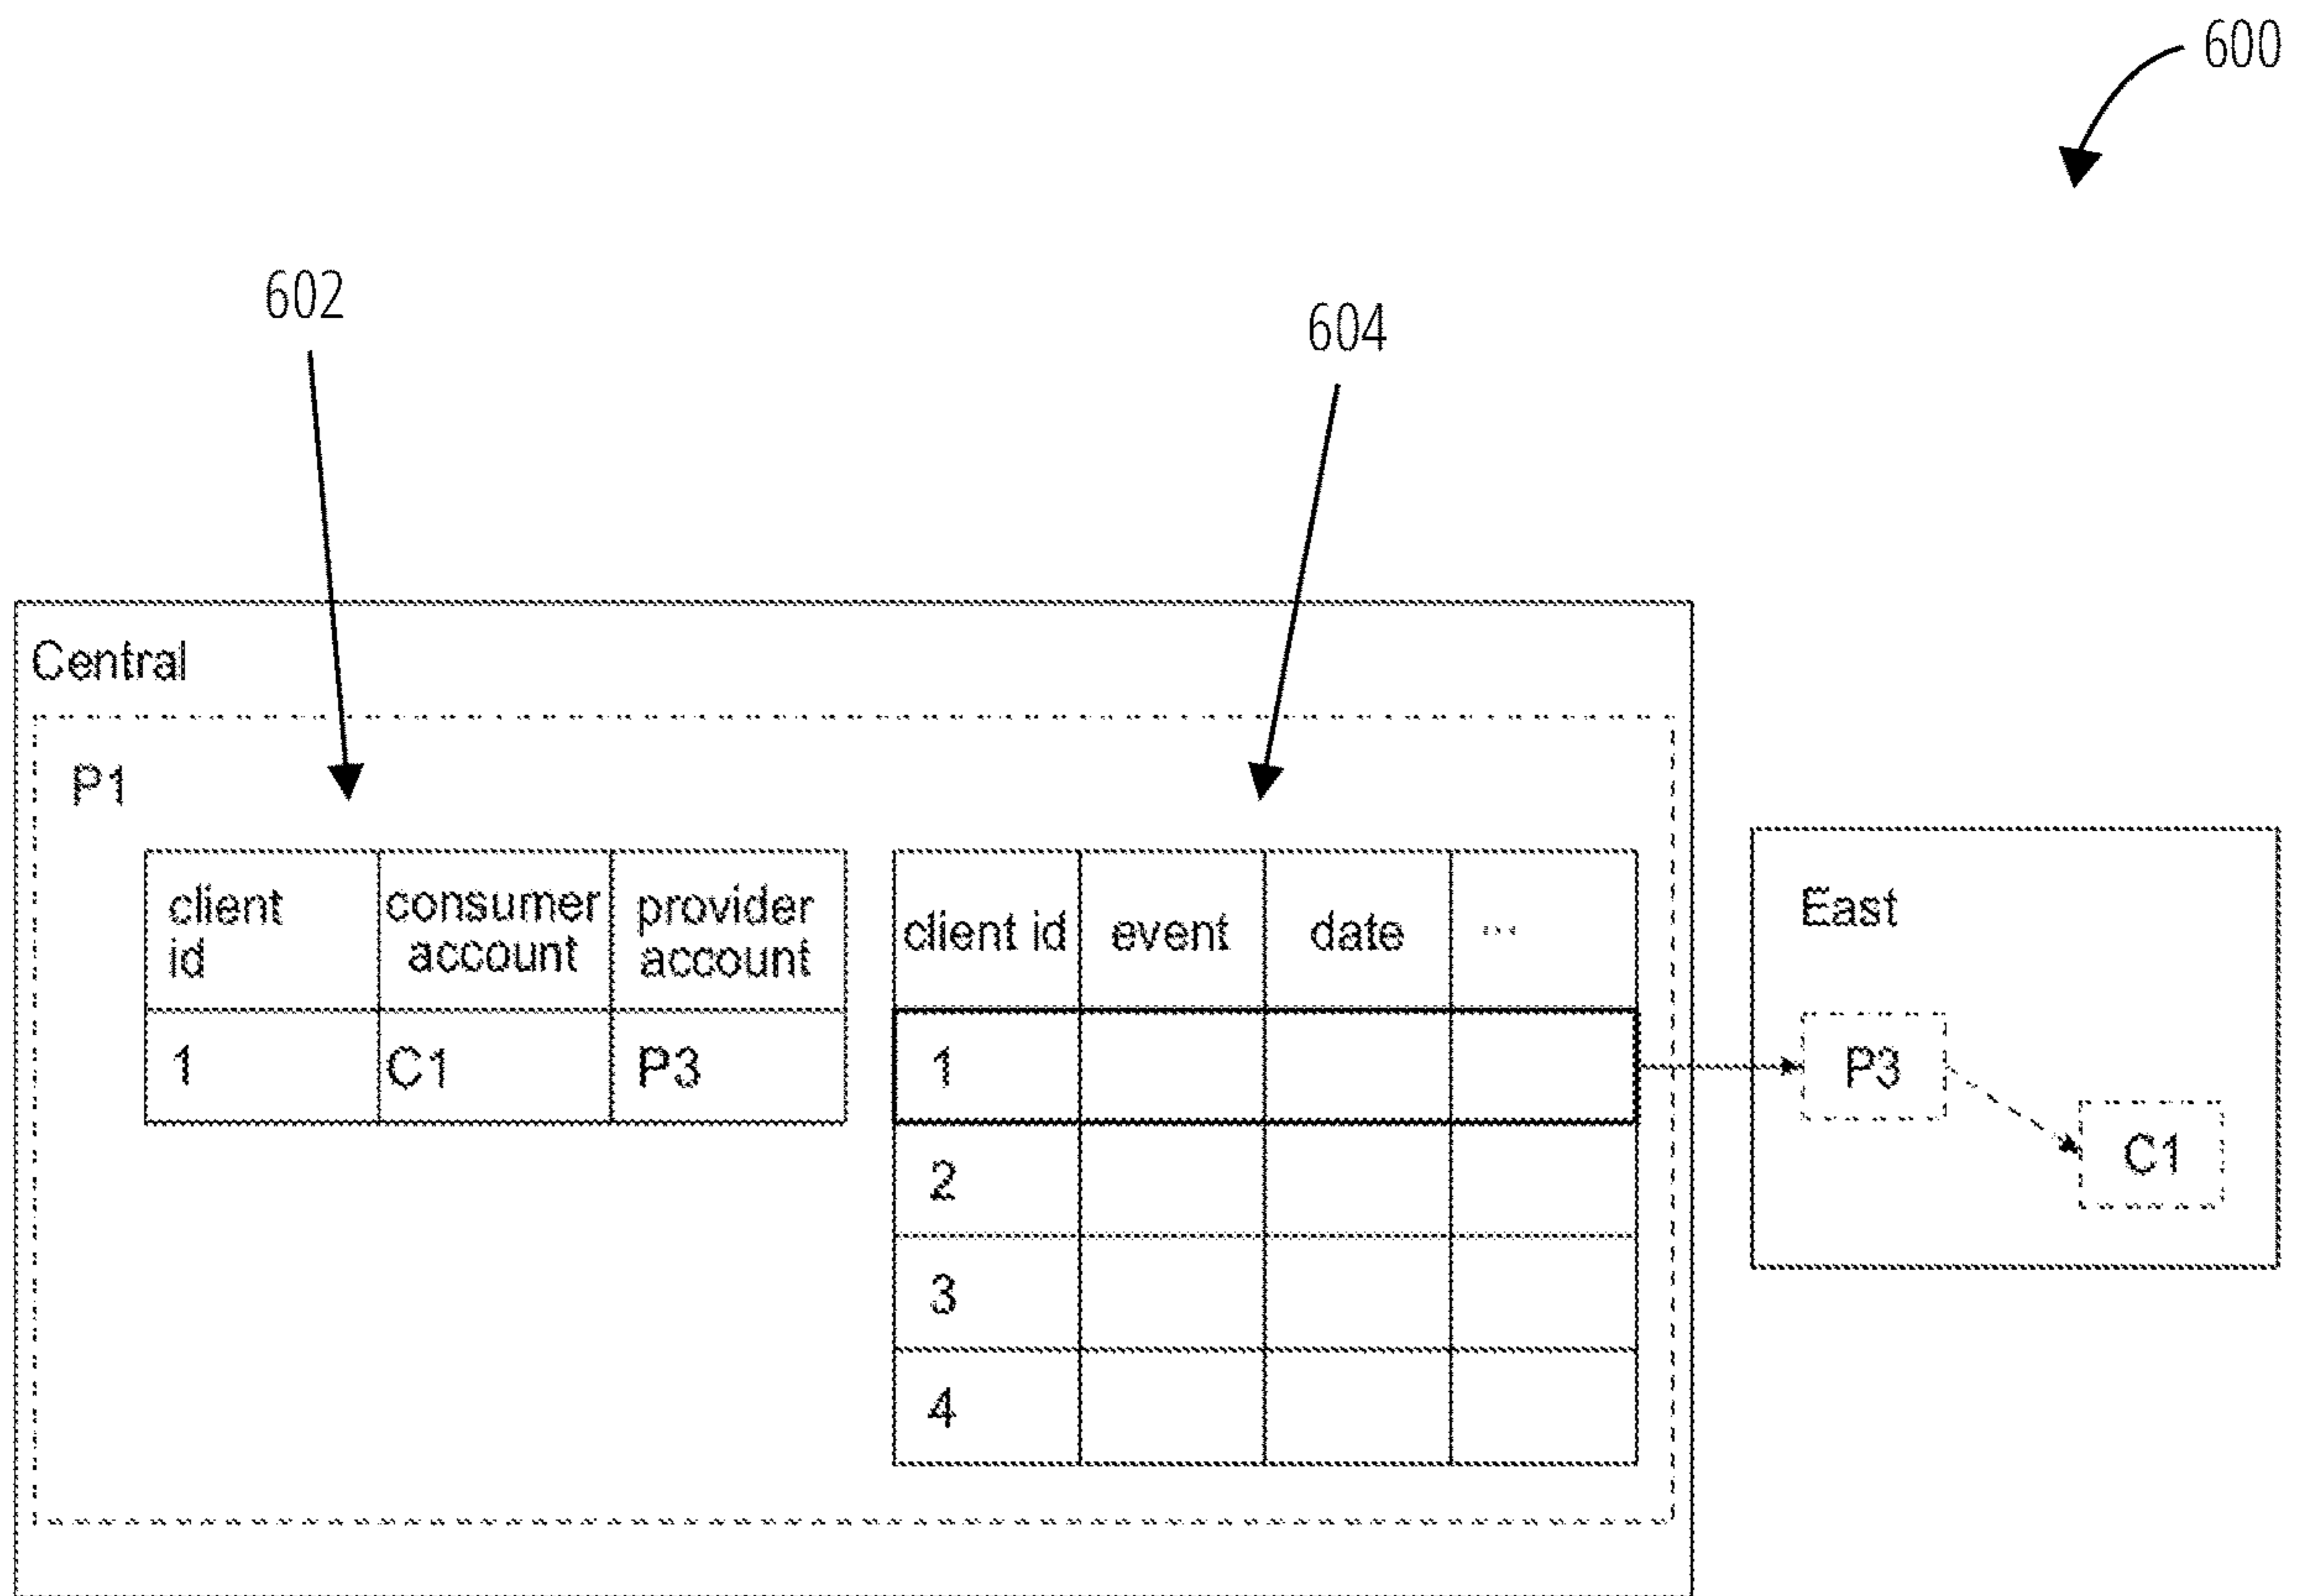 600
602
604
Central
P1
client id
consumer account
provider account
client id
event
date
...
1
C1
P3
1
2
3
4
East
P3
C1